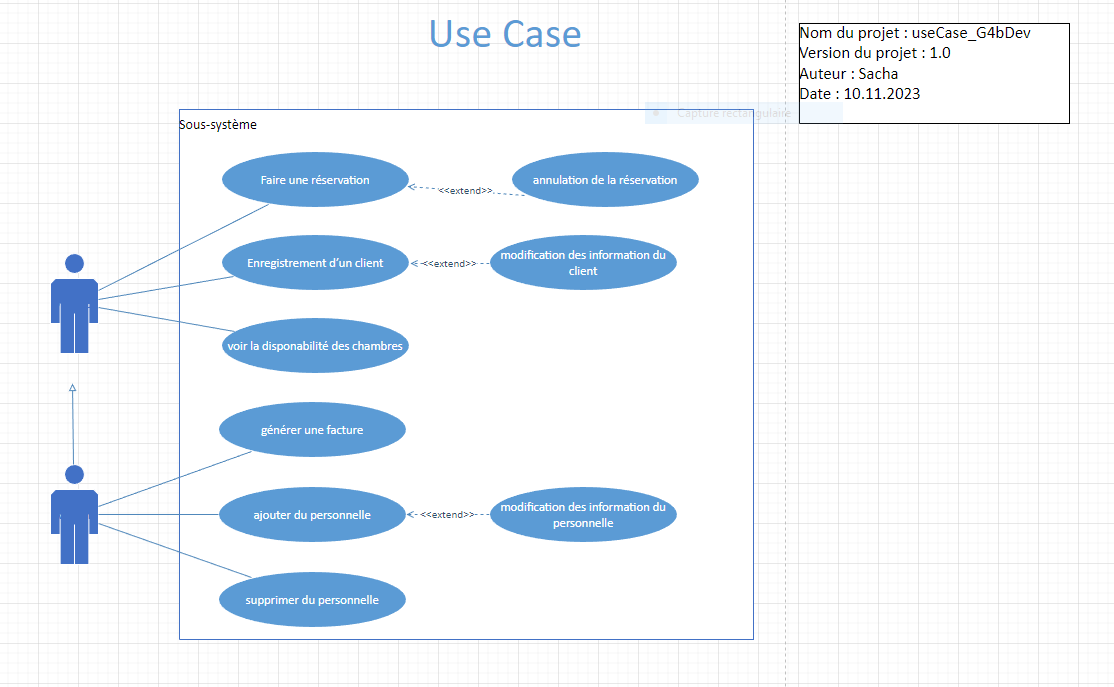 Use Case
Nom du projet : useCase_G4bDev
Version du projet : 1.0
Auteur : Sacha
Date : 10.11.2023
Capture rectangulaire
Sous-système
Faire une réservation
<<extend>>
annulation de la réservation
Enregistrement d'un client
<<extend>>
modification des information du
client
voir la disponabilité des chambres
générer une facture
ajouter du personnelle
<<extend>>
modification des information du
personnelle
supprimer du personnelle